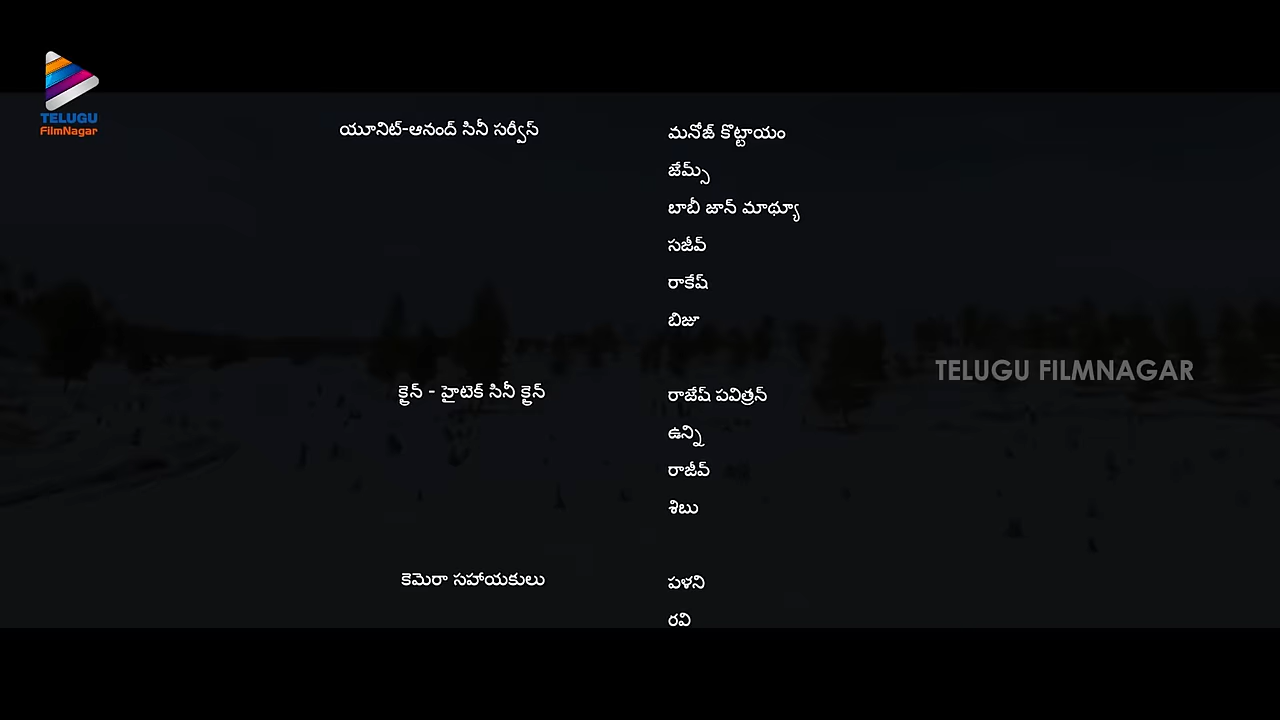 TELUGU
FilmNagar
యూనిట్-ఆనంద్ సినీ సర్వీస్ మనోజ్ కొట్టాయం
జేమ్స్
బాబీ జాన్ మాథ్యూ
సజీవ్
రాకేష్
బిజూ
TELUGU FILMNAGAR
క్రైన్ - హైటెక్ సినీ క్రైన్ రాజేష్ పవిత్రన్
ఉన్ని
రాజీవ్
శిబు
కెమెరా సహాయకులు పళని
రవి